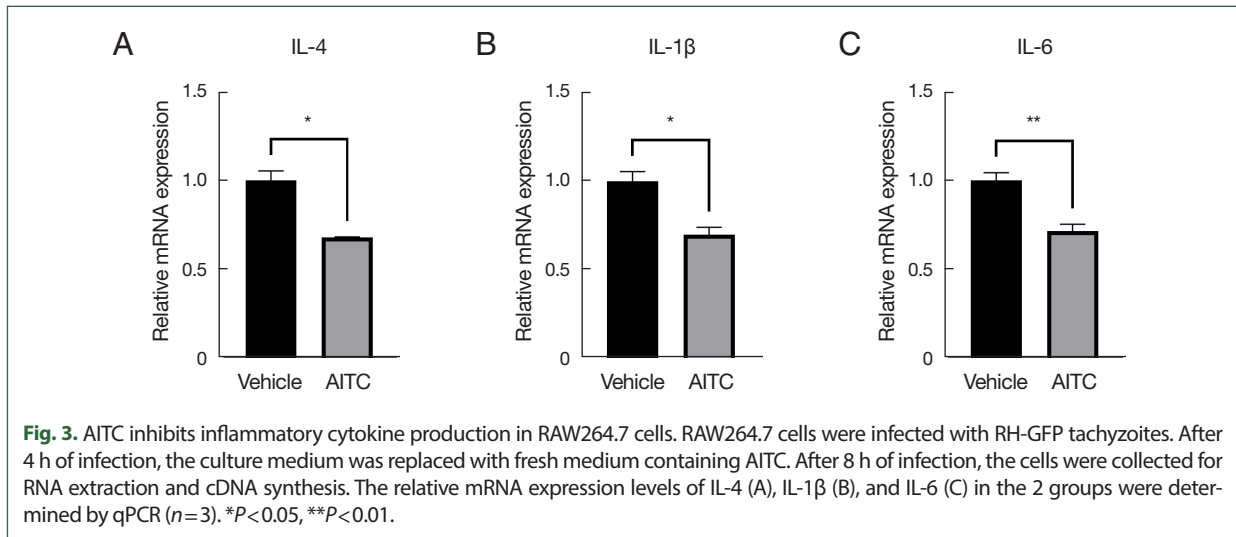 A IL-4
Relative mRNA expression
1.5
*
1.0
0.5
0
Vehicle AITC
B IL-1β
Relative mRNA expression
1.5
*
1.0
0.5
0
Vehicle AITC
C IL-6
Relative mRNA expression
1.5
**
1.0
0.5
0
Vehicle AITC
Fig. 3. AITC inhibits inflammatory cytokine production in RAW264.7 cells. RAW264.7 cells were infected with RH-GFP tachyzoites. After
4 h of infection, the culture medium was replaced with fresh medium containing AITC. After 8 h of infection, the cells were collected for
RNA extraction and cDNA synthesis. The relative mRNA expression levels of IL-4 (A), IL-1β (B), and IL-6 (C) in the 2 groups were deter-
mined by qPCR (n=3). *P<0.05, **P<0.01.